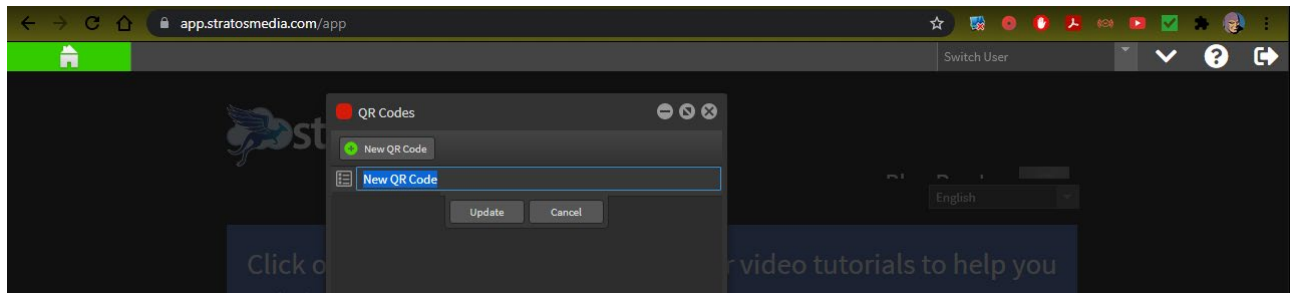 app.stratosmedia.com/app
Switch User
QR Codes
st
New QR Code
New QR Code
English
Update Cancel
Click o
r video tutorials to help you